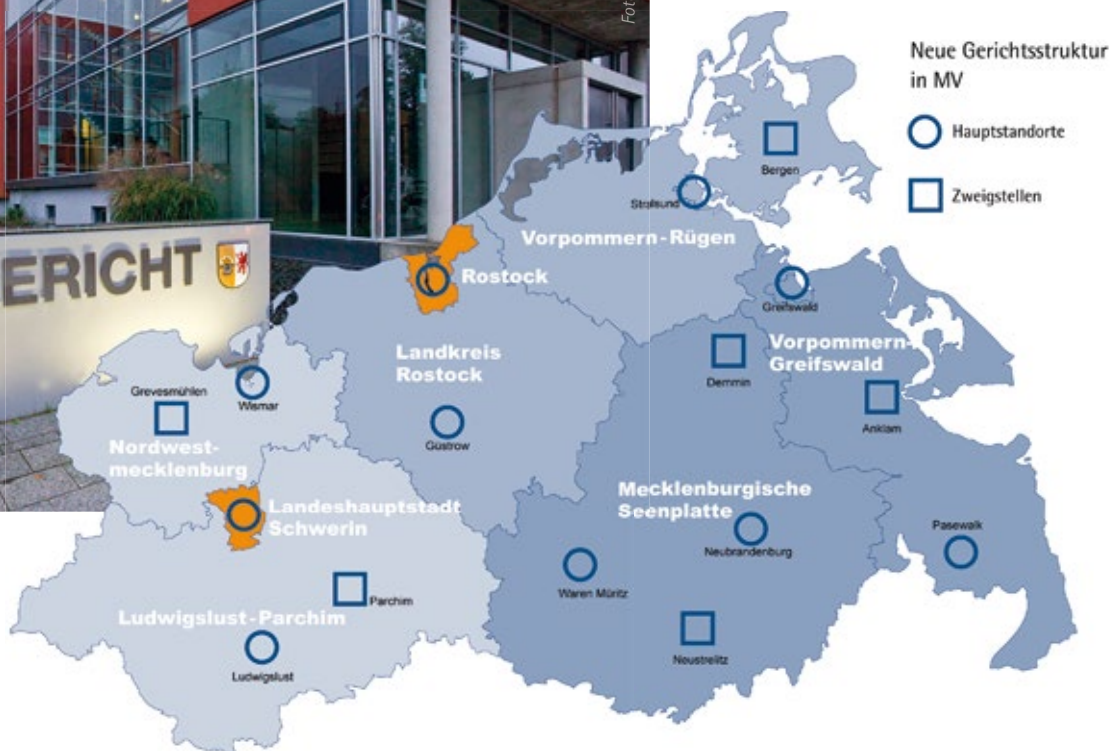 Fot
ERICHT
Neue Gerichtsstruktur
in MV
Hauptstandorte
Zweigstellen
Bergen
Stralsund
Vorpommern-Rügen
Rostock
Greifswald
Landkreis
Rostock
Demmin
Vorpommern-
Greifswald
Anklam
Grevesmühlen
Wismar
Güstrow
Nordwest-
mecklenburg
Landeshauptstadt
Schwerin
Mecklenburgische
Seenplatte
Neubrandenburg
Pasewalk
Waren Müritz
Parchim
Ludwigslust-Parchim
Neustrelitz
Ludwigslust